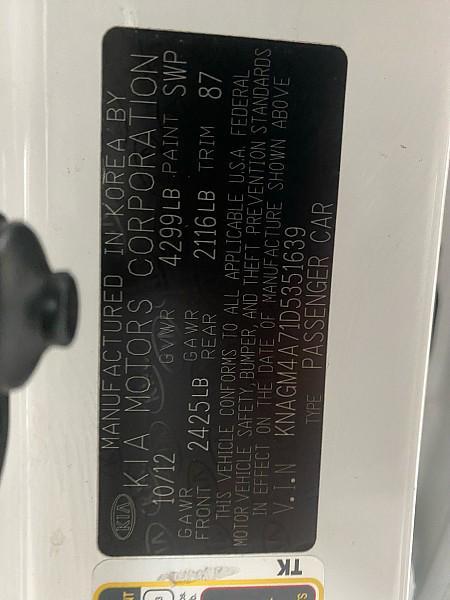 MANUFACTURED IN KOREA BY
KIA KIA MOTORS CORPORATION
10/12 GVWR 4299LB PAINT SWP
GAWR FRONT 2425LB GAWR REAR 2116LB TRIM 87
THIS VEHICLE CONFORMS TO ALL APPLICABLE U.S.A. FEDERAL
MOTOR VEHICLE SAFETY, BUMPER, AND THEFT PREVENTION STANDARDS
IN EFFECT ON THE DATE OF MANUFACTURE SHOWN ABOVE
V.I.N KNAGM4A71D5351639
TYPE PASSENGER CAR
TK